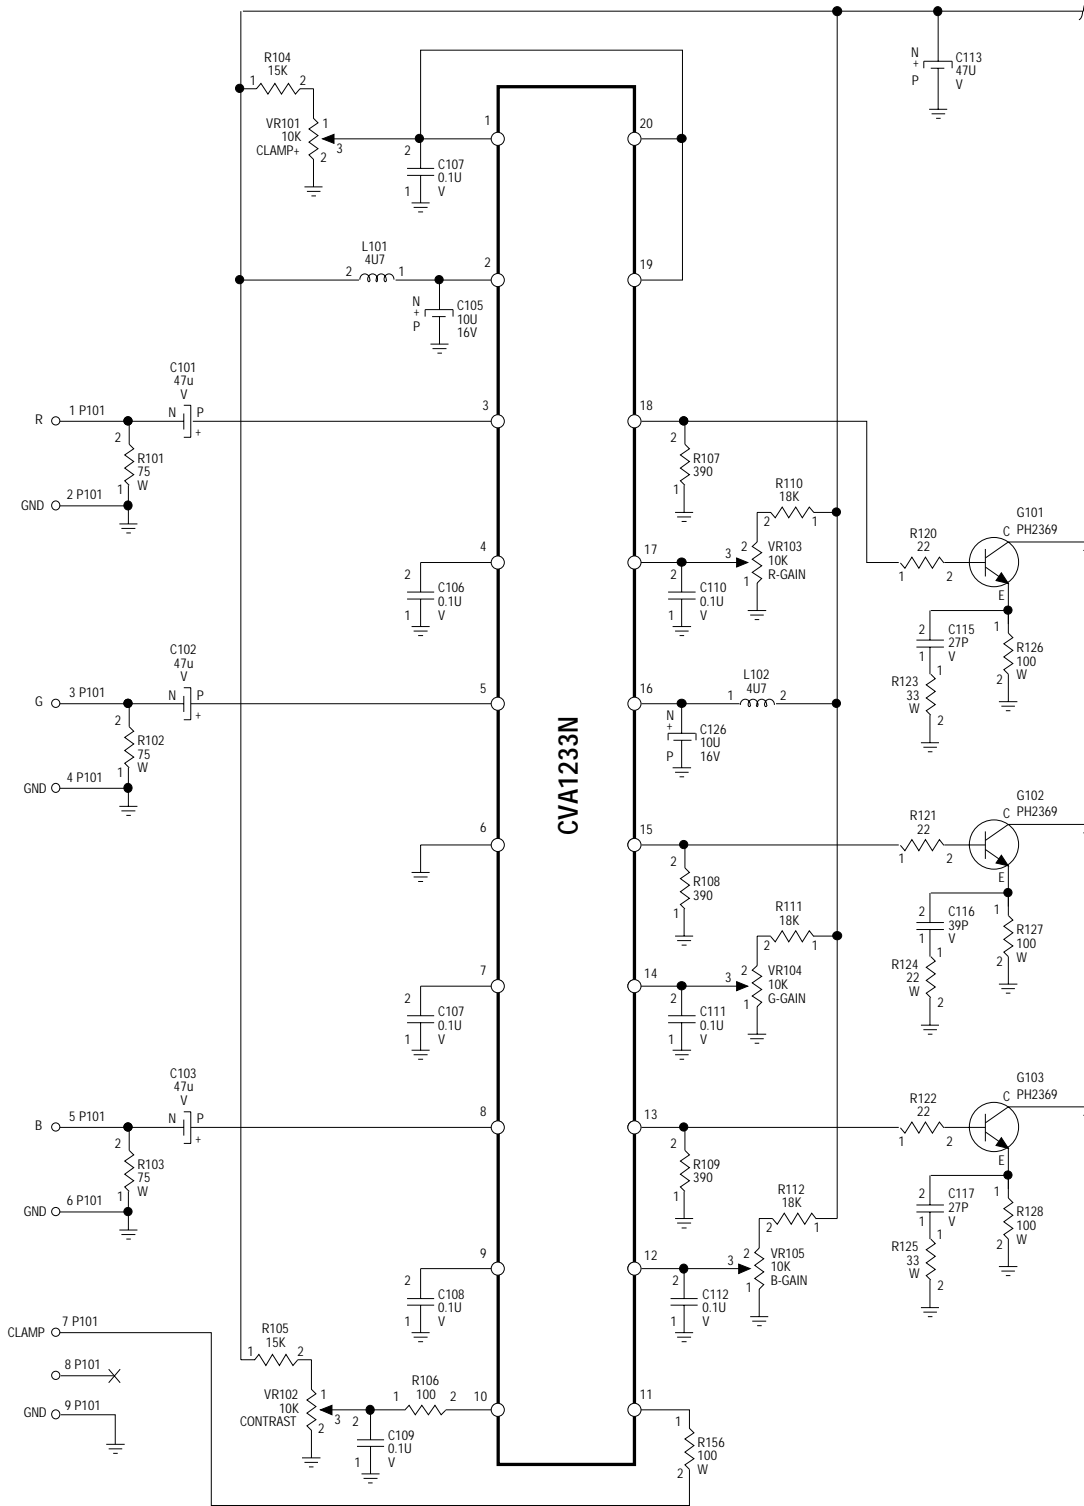 R104
15K
1
2
VR101
10K
CLAMP+
1
3
2
2
C107
0.1U
V
1
1
20
N
+
P
C113
47U
V
L101
4U7
2
1
2
19
N
+
P
C105
10U
16V
C101
47u
V
R
1 P101
N
P
+
3
18
2
R101
75
W
1
GND
2 P101
2
R107
390
1
R110
18K
2
1
4
17
2
C106
0.1U
V
1
2
C110
0.1U
V
1
3
2
VR103
10K
R-GAIN
1
G101
PH2369
C
E
R120
22
1
2
2
C115
27P
V
1
1
R123
33
W
2
1
R126
100
W
2
C102
47u
V
G
3 P101
N
P
+
5
16
2
R102
75
W
1
GND
4 P101
L102
4U7
1
2
N
+
P
C126
10U
16V
CVA1233N
6
15
2
R108
390
1
R111
18K
2
1
R121
22
1
2
G102
PH2369
C
E
2
C116
39P
V
1
1
R124
22
W
2
1
R127
100
W
2
7
14
2
C107
0.1U
V
1
2
C111
0.1U
V
1
3
2
VR104
10K
G-GAIN
1
C103
47u
V
B
5 P101
N
P
+
8
13
2
R103
75
W
1
GND
6 P101
2
R109
390
1
R112
18K
2
1
R122
22
1
2
G103
PH2369
C
E
2
C117
27P
V
1
1
R125
33
W
2
1
R128
100
W
2
9
12
2
C108
0.1U
V
1
2
C112
0.1U
V
1
3
2
VR105
10K
B-GAIN
1
CLAMP
7 P101
8 P101
GND
9 P101
R105
15K
1
2
VR102
10K
CONTRAST
1
3
2
R106
100
1
2
10
11
2
C109
0.1U
V
1
1
R156
100
W
2